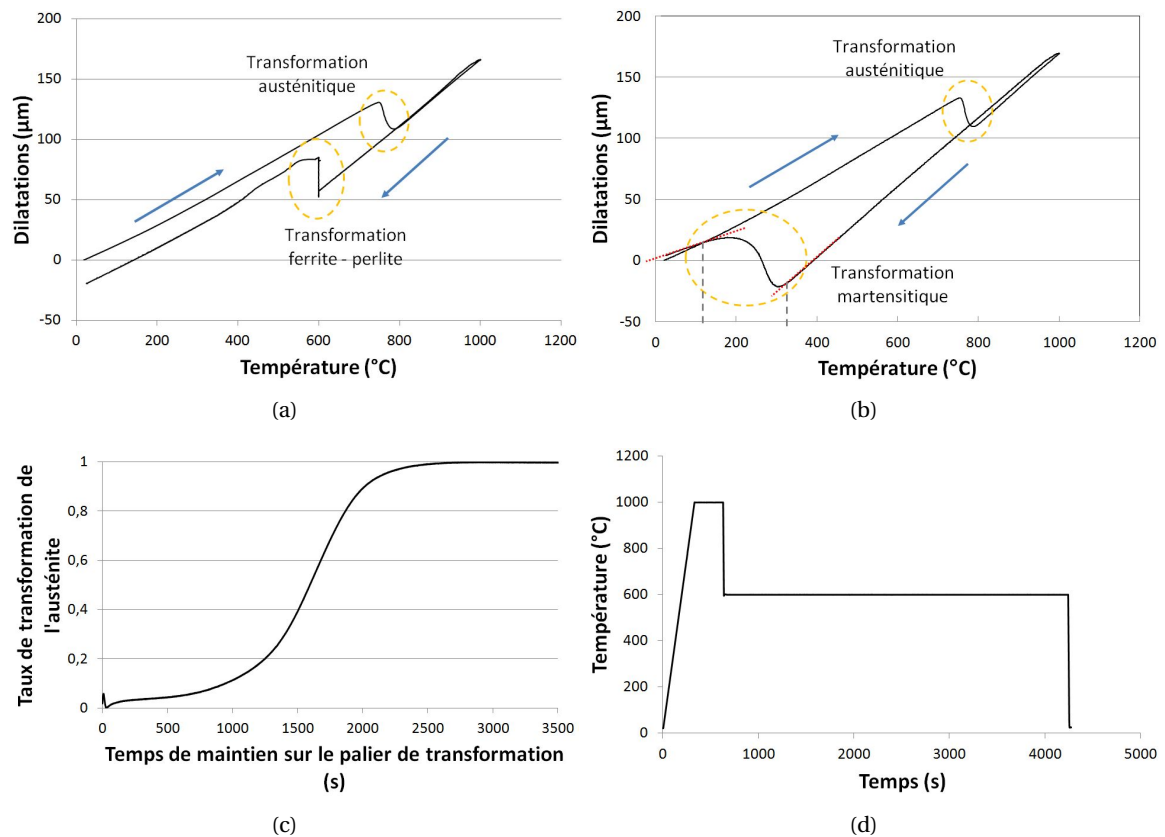 200
150
100
50
0
-50
0
200
400
600
800
1000
1200
Dilatations (µm)
Température (°C)
Transformation
austénitique
Transformation
ferrite - perlite
(a)
200
150
100
50
0
-50
0
200
400
600
800
1000
1200
Dilatations (µm)
Température (°C)
Transformation
austénitique
Transformation
martensitique
(b)
1
0,8
0,6
0,4
0,2
0
0
500
1000
1500
2000
2500
3000
3500
Taux de transformation de
l'austénite
Temps de maintien sur le palier de transformation
(s)
(c)
1200
1000
800
600
400
200
0
0
1000
2000
3000
4000
5000
Température (°C)
Temps (s)
(d)